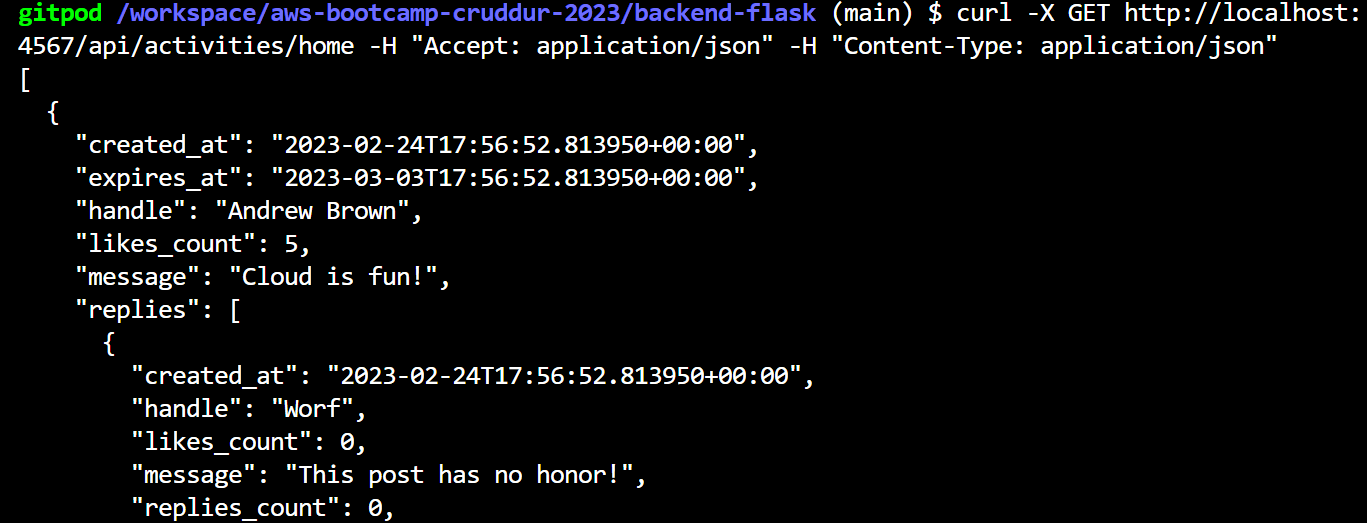 gitpod /workspace/aws-bootcamp-cruddur-2023/backend-flask (main) $ curl -X GET http://localhost:
4567/api/activities/home -H "Accept: application/json" -H "Content-Type: application/json"
[
  {
    "created_at": "2023-02-24T17:56:52.813950+00:00",
    "expires_at": "2023-03-03T17:56:52.813950+00:00",
    "handle": "Andrew Brown",
    "likes_count": 5,
    "message": "Cloud is fun!",
    "replies": [
      {
        "created_at": "2023-02-24T17:56:52.813950+00:00",
        "handle": "Worf",
        "likes_count": 0,
        "message": "This post has no honor!",
        "replies_count": 0,